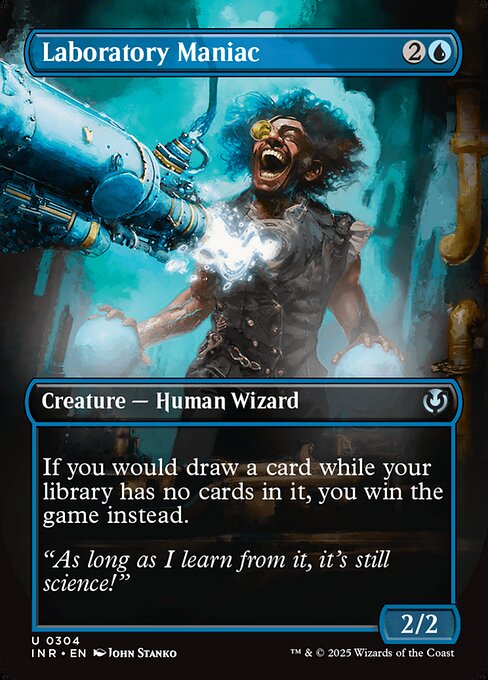 Laboratory Maniac 2
Creature — Human Wizard
If you would draw a card while your
library has no cards in it, you win the
game instead.
“As long as I learn from it, it’s still
science!”
2/2
U 0304
INR • EN John Stanko ™ & © 2025 Wizards of the Coast